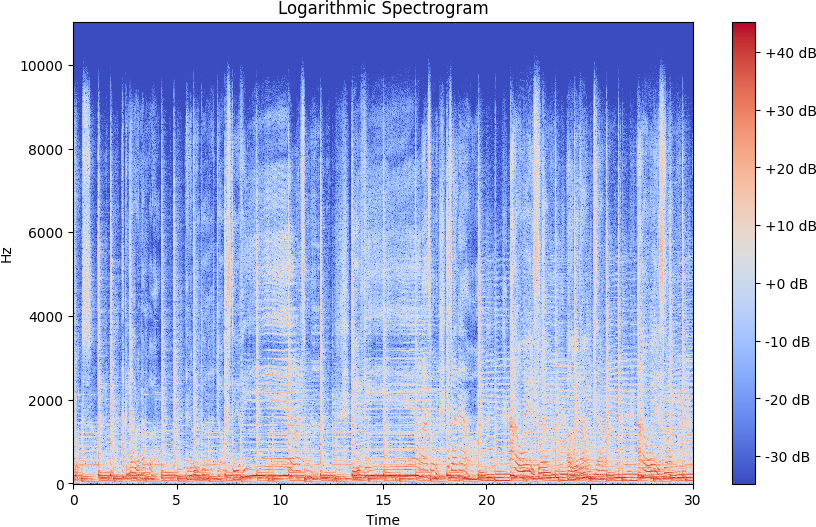 Logarithmic Spectrogram
Hz
10000
8000
6000
4000
2000
0
0 5 10 15 20 25 30
Time
+40 dB
+30 dB
+20 dB
+10 dB
+0 dB
-10 dB
-20 dB
-30 dB